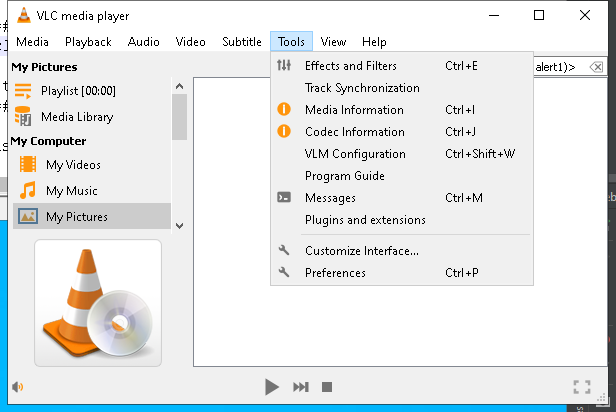 VLC media player
Media Playback Audio Video Subtitle Tools View Help
My Pictures
Playlist [00:00]
Media Library
My Computer
My Videos
My Music
My Pictures
Effects and Filters Ctrl+E
Track Synchronization
Media Information Ctrl+I
Codec Information Ctrl+J
VLM Configuration Ctrl+Shift+W
Program Guide
Messages Ctrl+M
Plugins and extensions
Customize Interface...
Preferences Ctrl+P
alert1)>